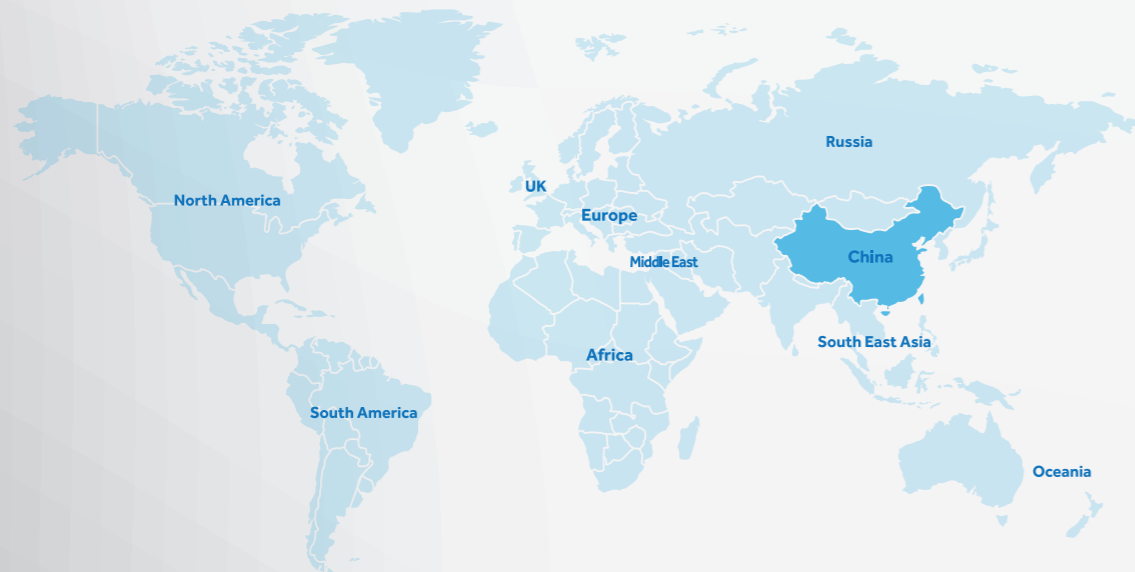 Russia
UK
North America
Europe
China
Middle East
South East Asia
Africa
South America
Oceania